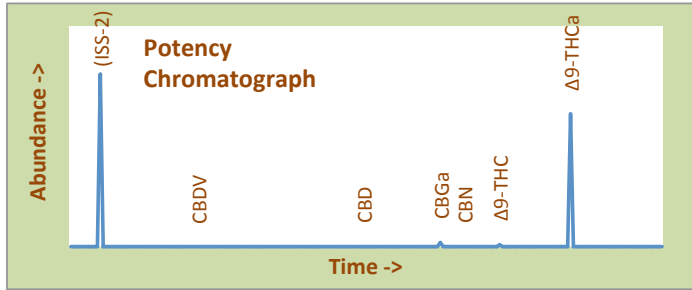 Potency
Chromatograph
Abundance ->
(ISS-2)
CBDV
CBD
CBGa
CBN
Δ9-THC
Δ9-THCa
Time ->